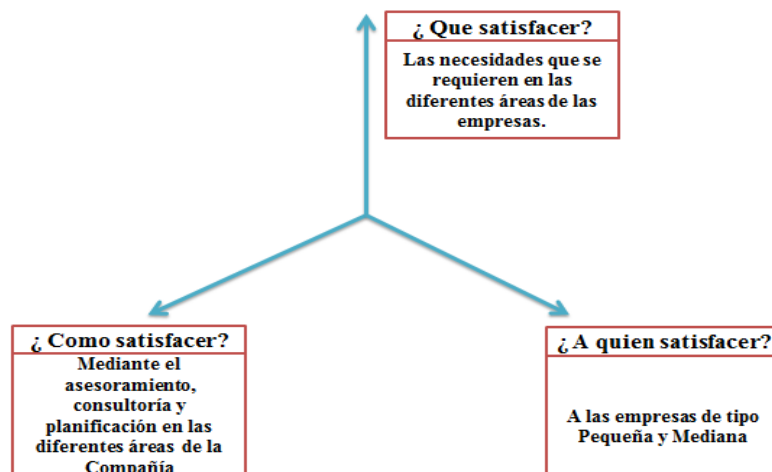 ¿ Que satisfacer?
Las necesidades que se
requieren en las
diferentes áreas de las
empresas.
¿ Como satisfacer?
Mediante el
asesoramiento,
consultoría y
planificación en las
diferentes áreas de la
Compañía
¿ A quien satisfacer?
A las empresas de tipo
Pequeña y Mediana